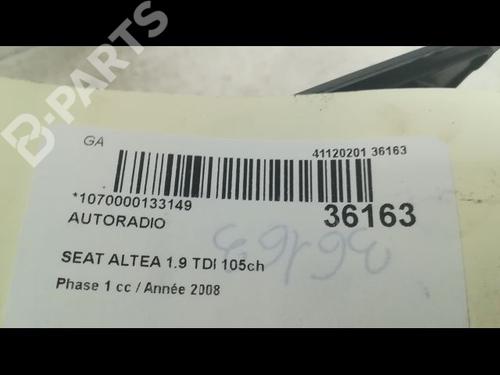 B-PARTS
GA
41120201 36163
*1070000133149
36163
AUTORADIO
36163
SEAT ALTEA 1.9 TDI 105ch
Phase 1 cc / Année 2008